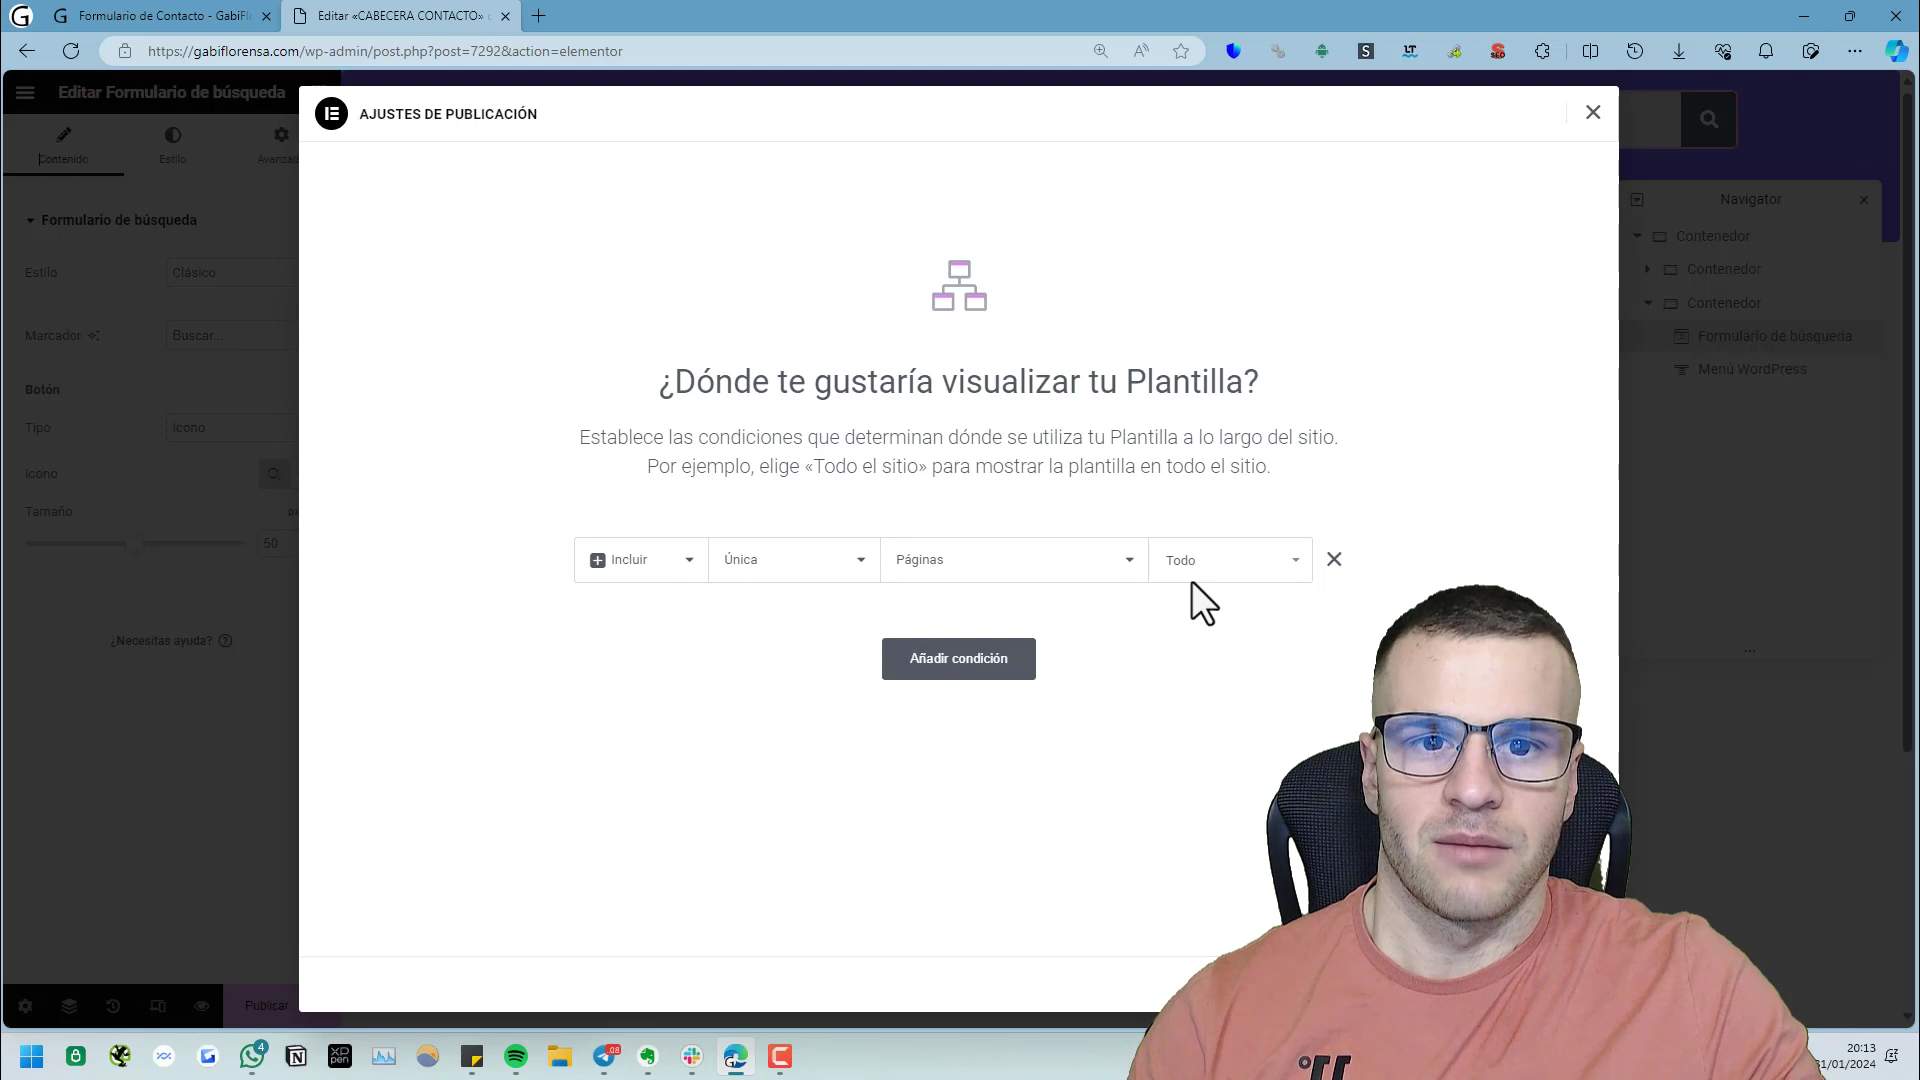 Formulario de Contacto - GabiFl
Editar «CABECERA CONTACTO» c
https://gabiflorensa.com/wp-admin/post.php?post=7292&action=elementor
Editar Formulario de búsqueda
AJUSTES DE PUBLICACIÓN
Contenido
Estilo
Avanzad
Navigator
Formulario de búsqueda
Contenedor
Estilo
Clásico
Contenedor
Contenedor
Marcador
Buscar...
Formulario de búsqueda
Menú WordPress
¿Dónde te gustaría visualizar tu Plantilla?
Botón
Tipo
Icono
Establece las condiciones que determinan dónde se utiliza tu Plantilla a lo largo del sitio.
Por ejemplo, elige «Todo el sitio» para mostrar la plantilla en todo el sitio.
Icono
Tamaño
50
Incluir
Única
Páginas
Todo
¿Necesitas ayuda?
Añadir condición
Publicar
20:13
31/01/2024